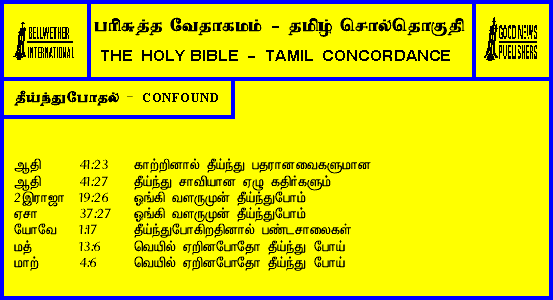 BELLWETHER
INTERNATIONAL
பரிசுத்த வேதாகமம் - தமிழ் சொல்தொகுதி
THE HOLY BIBLE - TAMIL CONCORDANCE
GOOD NEWS
PUBLISHERS
தீய்ந்துபோதல் - CONFOUND
ஆதி 41:23 காற்றினால் தீய்ந்து பதரானவைகளுமான
ஆதி 41:27 தீய்ந்து சாவியான ஏழு கதிர்களும்
2இராஜா 19:26 ஓங்கி வளருமுன் தீய்ந்துபோம்
ஏசா 37:27 ஓங்கி வளருமுன் தீய்ந்துபோம்
யோவே 1:17 தீய்ந்துபோகிறதினால் பண்டசாலைகள்
மத் 13:6 வெயில் ஏறினபோதோ தீய்ந்து போய்
மாற் 4:6 வெயில் ஏறினபோதோ தீய்ந்து போய்